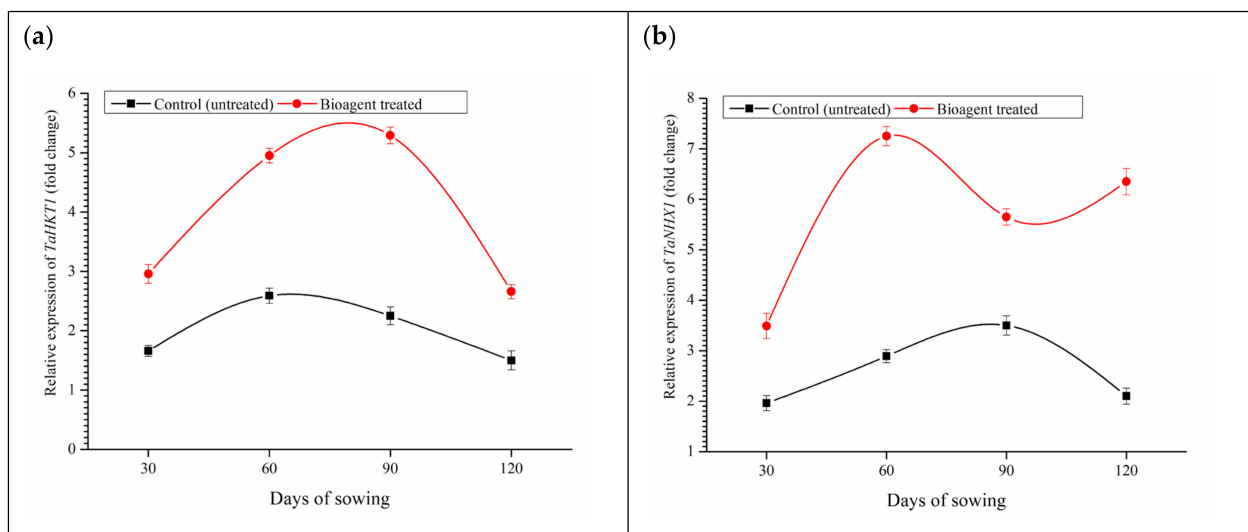 (a)
Control (untreated) Bioagent treated
Relative expression of TaHKT1 (fold change)
6
5
4
3
2
1
0
30 60 90 120
Days of sowing
(b)
Control (untreated) Bioagent treated
Relative expression of TaNHX1 (fold change)
8
7
6
5
4
3
2
1
30 60 90 120
Days of sowing